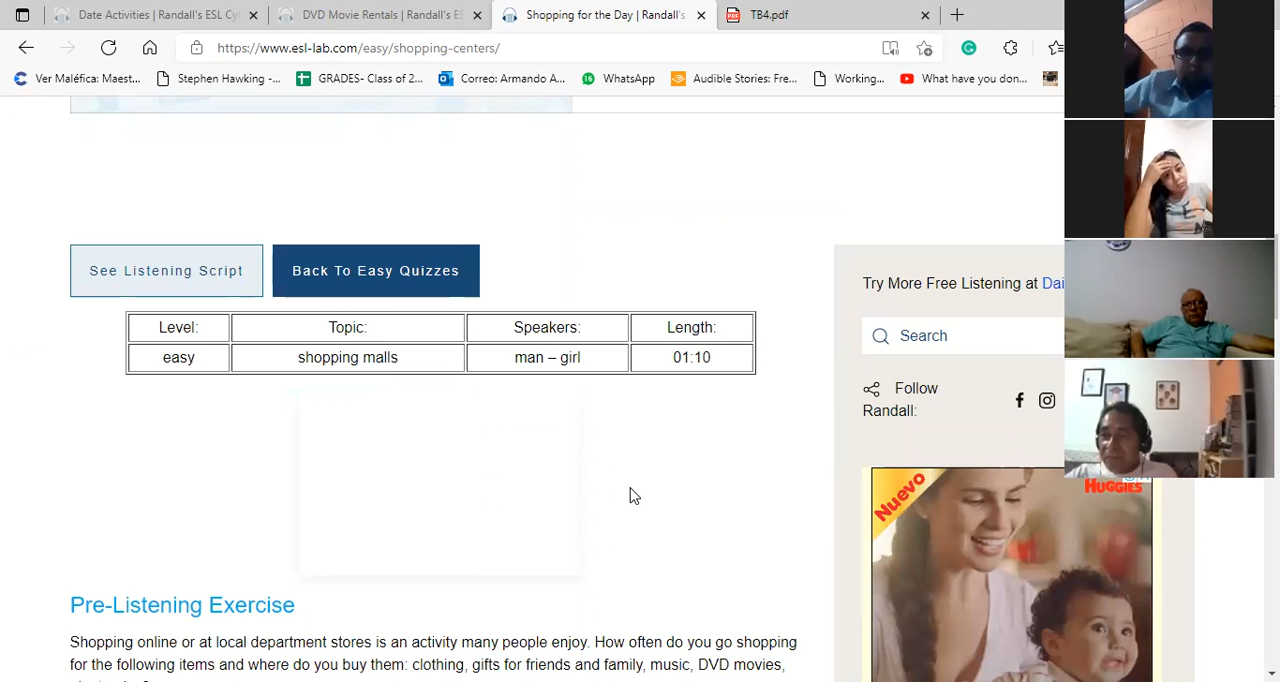 Date Activities | Randall's ESL Cy
DVD Movie Rentals | Randall's ES
Shopping for the Day | Randall's
TB4.pdf
https://www.esl-lab.com/easy/shopping-centers/
Ver Maléfica: Maest...
Stephen Hawking -...
GRADES- Class of 2...
Correo: Armando A...
WhatsApp
Audible Stories: Fre...
Working...
What have you don...
See Listening Script
Back To Easy Quizzes
Level: Topic: Speakers: Length:
easy shopping malls man – girl 01:10
Pre-Listening Exercise
Shopping online or at local department stores is a activity many people enjoy. How often do you go shopping
for the following items and where do you buy them: clothing, gifts for friends and family, music, DVD movies,
Try More Free Listening at Dai
Search
Follow
Randall:
Nuevo
HUGGIES